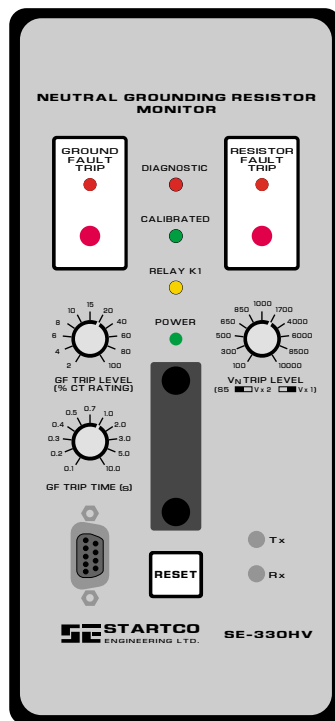 NEUTRAL GROUNDING RESISTOR
MONITOR
GROUND
FAULT
TRIP
DIAGNOSTIC
RESISTOR
FAULT
TRIP
CALIBRATED
RELAY K1
POWER
15
10 20
8 40
6 60
4 80
2 100
GF TRIP LEVEL
(% CT RATING)
1000
850 1700
650 4000
500 6000
300 8500
100 10000
VN TRIP LEVEL
(S5 V x 2 V x 1)
0.7
0.5 1.0
0.4 2.0
0.3 3.0
0.2 5.0
0.1 10.0
GF TRIP TIME (S)
RESET
Tx
Rx
SE STARTCO
ENGINEERING LTD.
SE-330HV